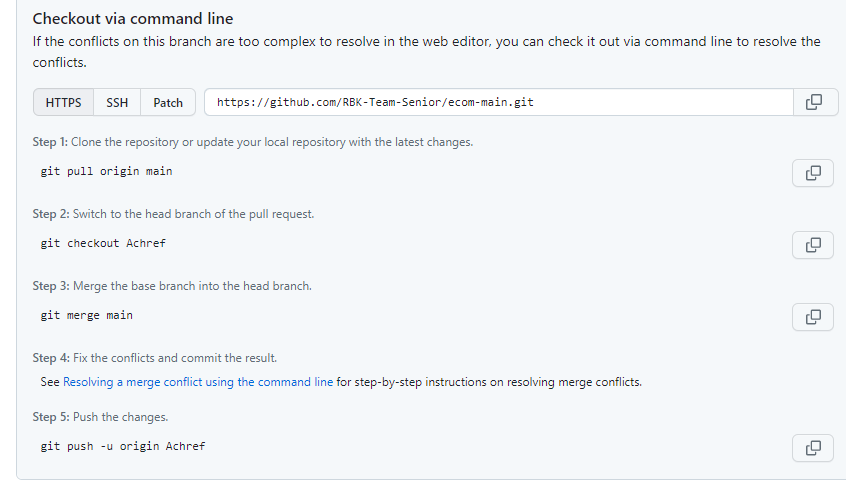 Checkout via command line
If the conflicts on this branch are too complex to resolve in the web editor, you can check it out via command line to resolve the
conflicts.
HTTPS SSH Patch https://github.com/RBK-Team-Senior/ecom-main.git
Step 1: Clone the repository or update your local repository with the latest changes.
git pull origin main
Step 2: Switch to the head branch of the pull request.
git checkout Achref
Step 3: Merge the base branch into the head branch.
git merge main
Step 4: Fix the conflicts and commit the result.
See Resolving a merge conflict using the command line for step-by-step instructions on resolving merge conflicts.
Step 5: Push the changes.
git push -u origin Achref